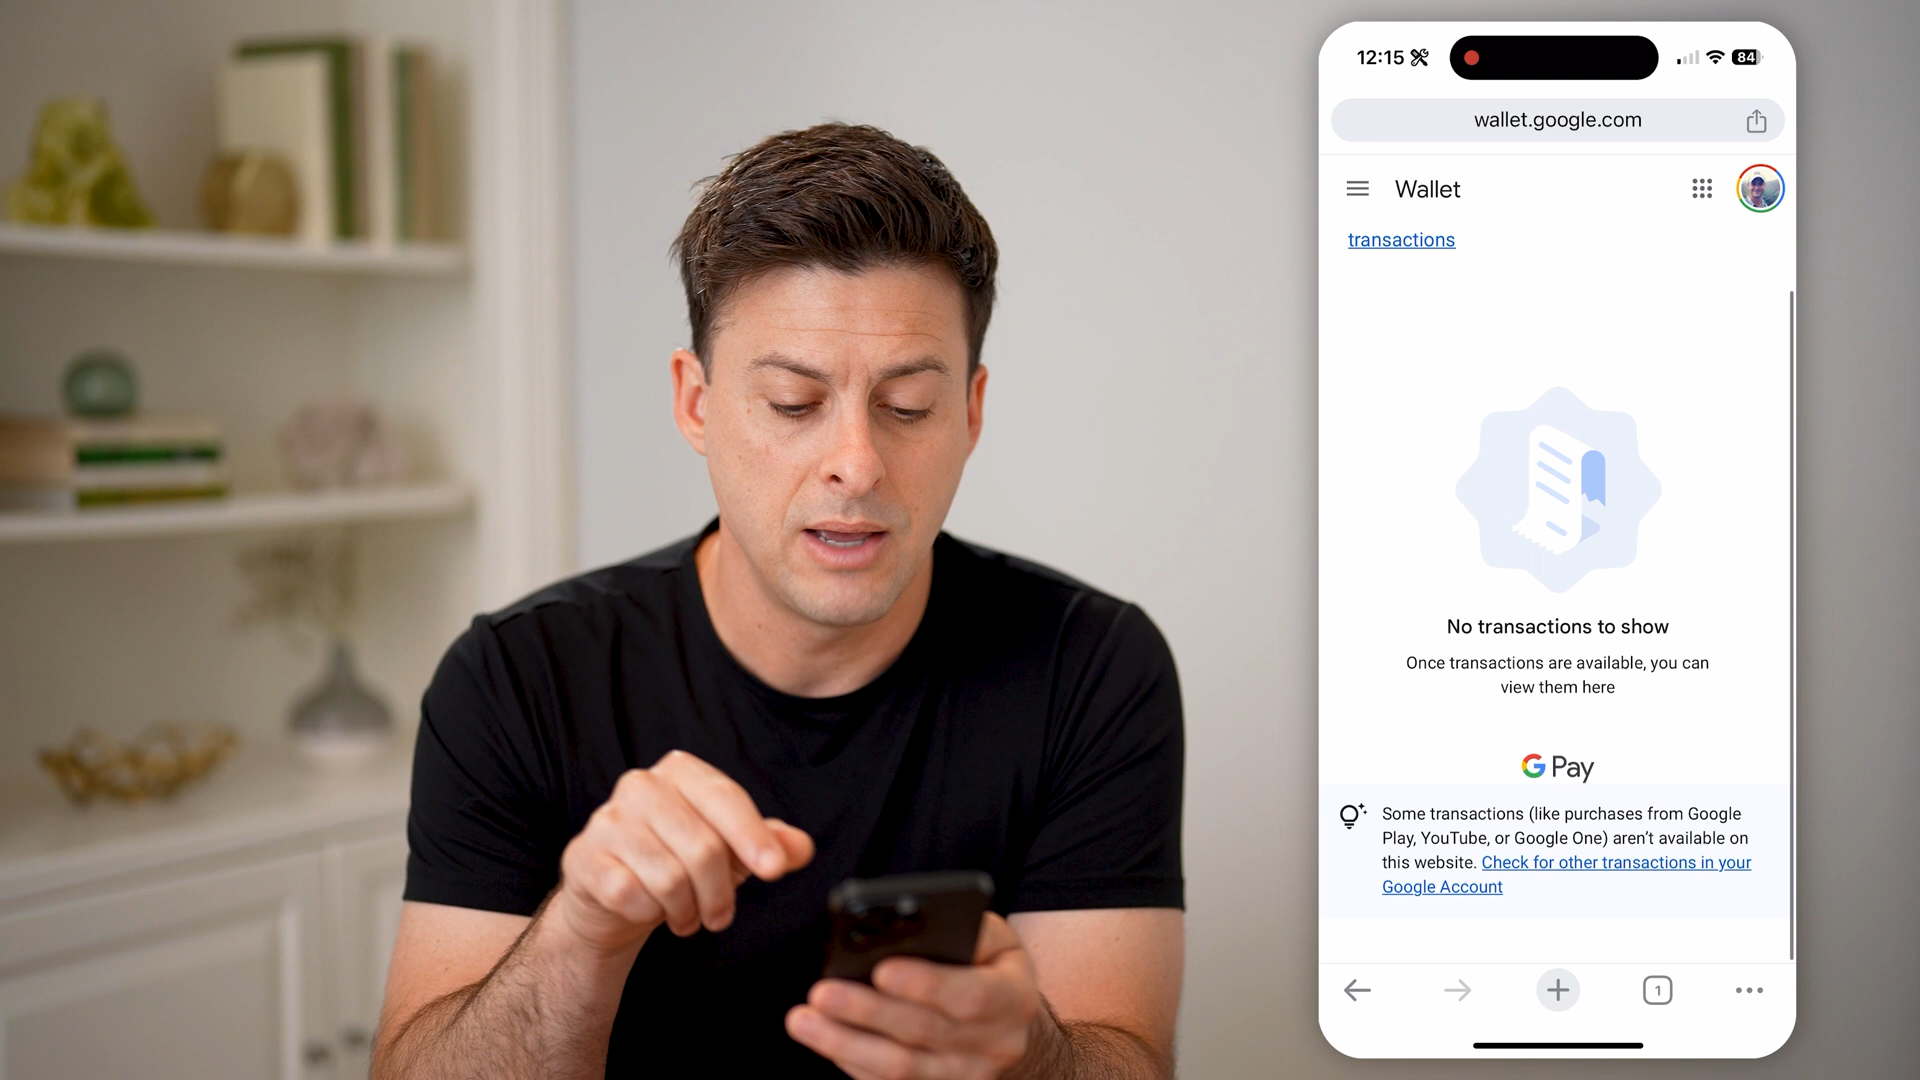 12:15
84
wallet.google.com
Wallet
transactions
No transactions to show
Once transactions are available, you can
view them here
G Pay
Some transactions (like purchases from Google
Play, YouTube, or Google One) aren't available on
this website. Check for other transactions in your
Google Account
1